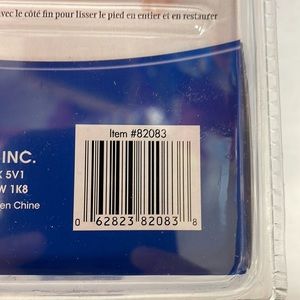 avec le côté fin pour lisser le pied en entier et en restaurer
Item #82083
INC.
5V1
1K8
en Chine
0 62823 82083 8